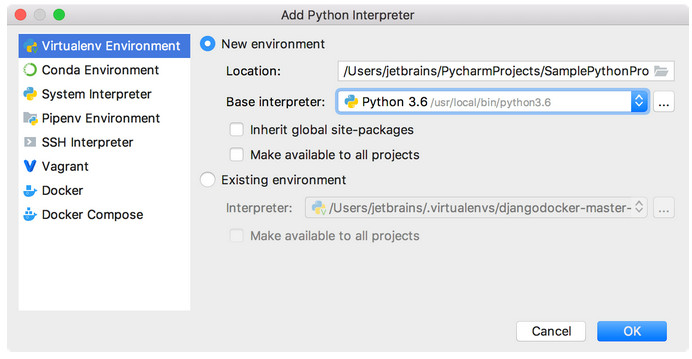 Add Python Interpreter
Virtualenv Environment
Conda Environment
System Interpreter
Pipenv Environment
SSH Interpreter
Vagrant
Docker
Docker Compose
New environment
Location: /Users/jetbrains/PycharmProjects/SamplePythonPro
Base interpreter: Python 3.6 /usr/local/bin/python3.6 ...
Inherit global site-packages
Make available to all projects
Existing environment
Interpreter: /Users/jetbrains/.virtualenvs/djangodocker-master- ...
Make available to all projects
Cancel OK